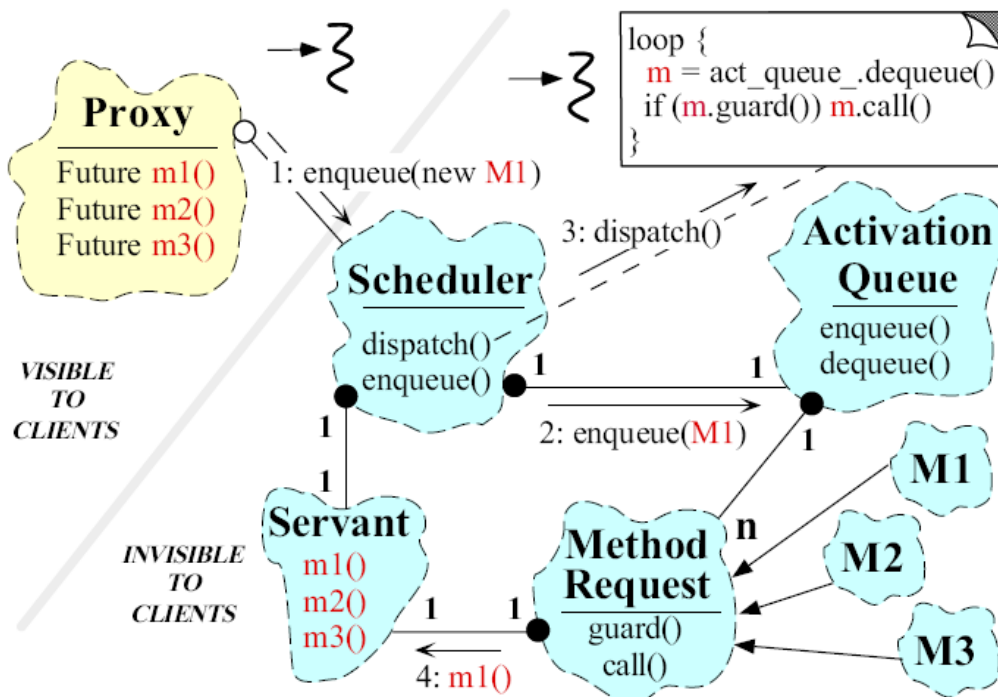 loop {
m = act_queue_.dequeue()
if (m.guard()) m.call()
}
Proxy
Future m1()
Future m2()
Future m3()
1: enqueue(new M1)
3: dispatch()
Scheduler
dispatch()
enqueue()
Activation
Queue
enqueue()
dequeue()
VISIBLE
TO
CLIENTS
1
1
2: enqueue(M1)
1
1
1
n
Servant
m1()
m2()
m3()
INVISIBLE
TO
CLIENTS
1
1
4: m1()
Method
Request
guard()
call()
M1
M2
M3